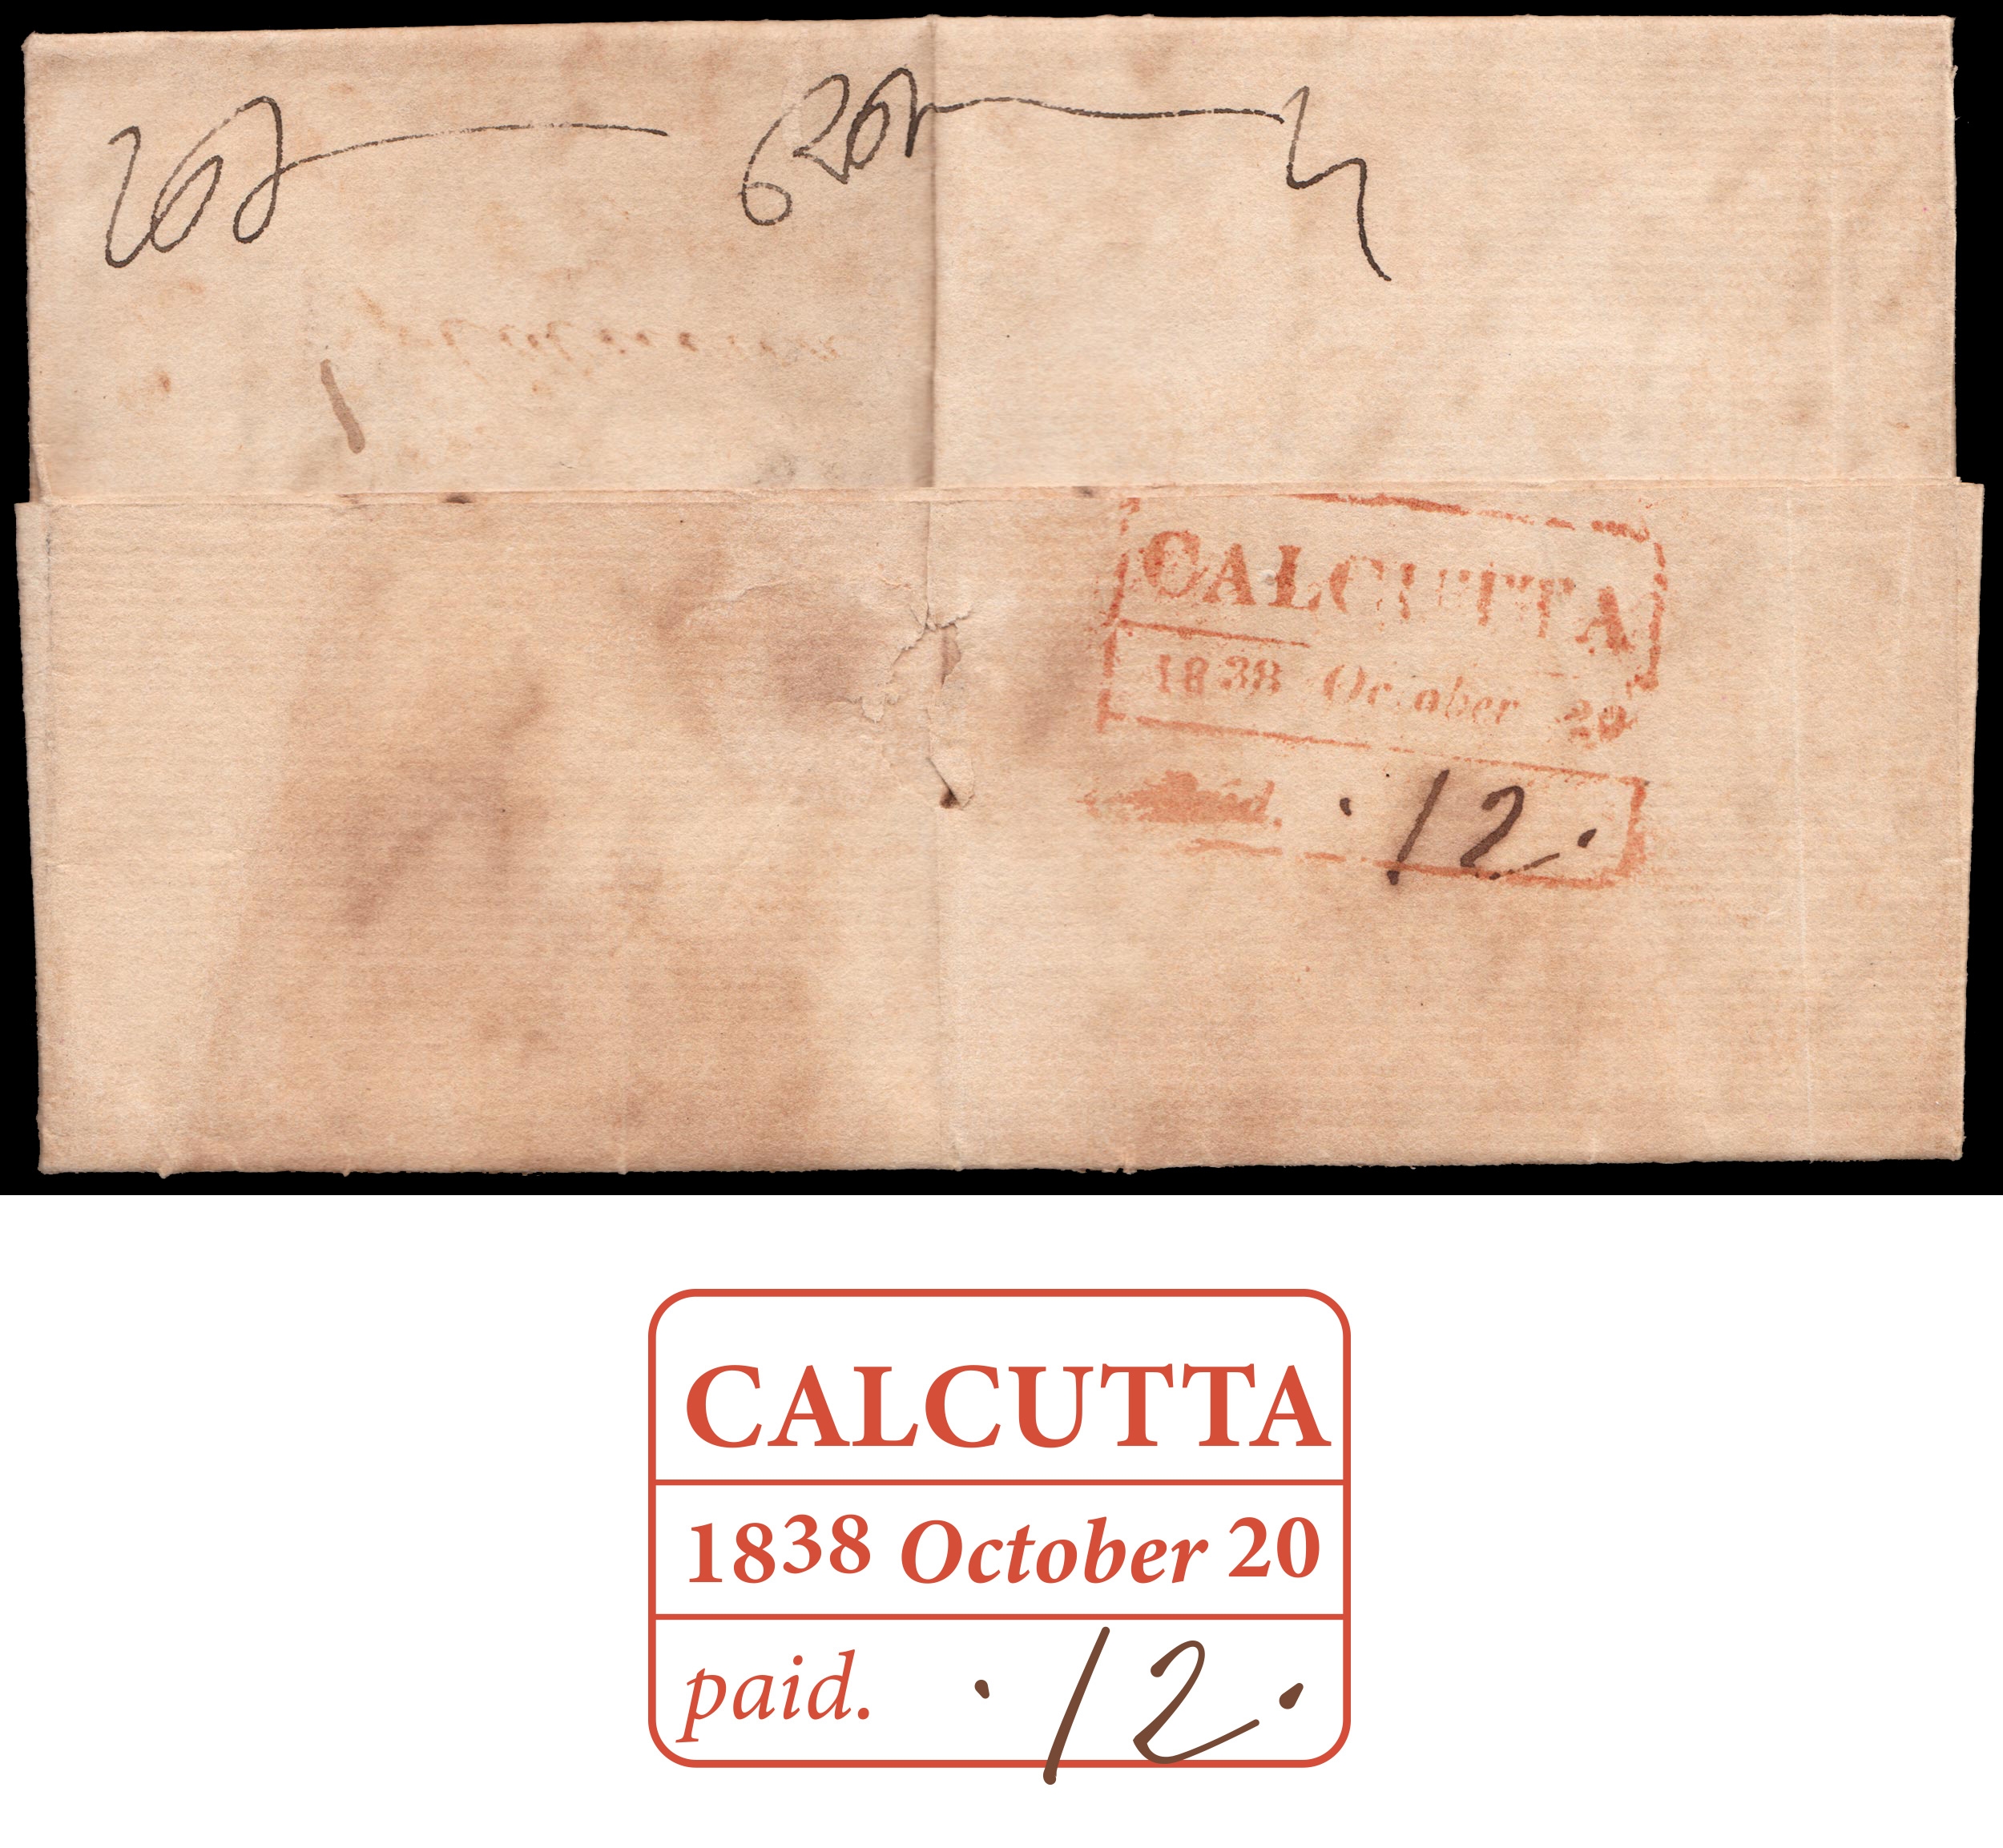 CALCUTTA
1838 October 20
paid. · 12 ·
CALCUTTA
1838 October 20
paid. · 12 ·